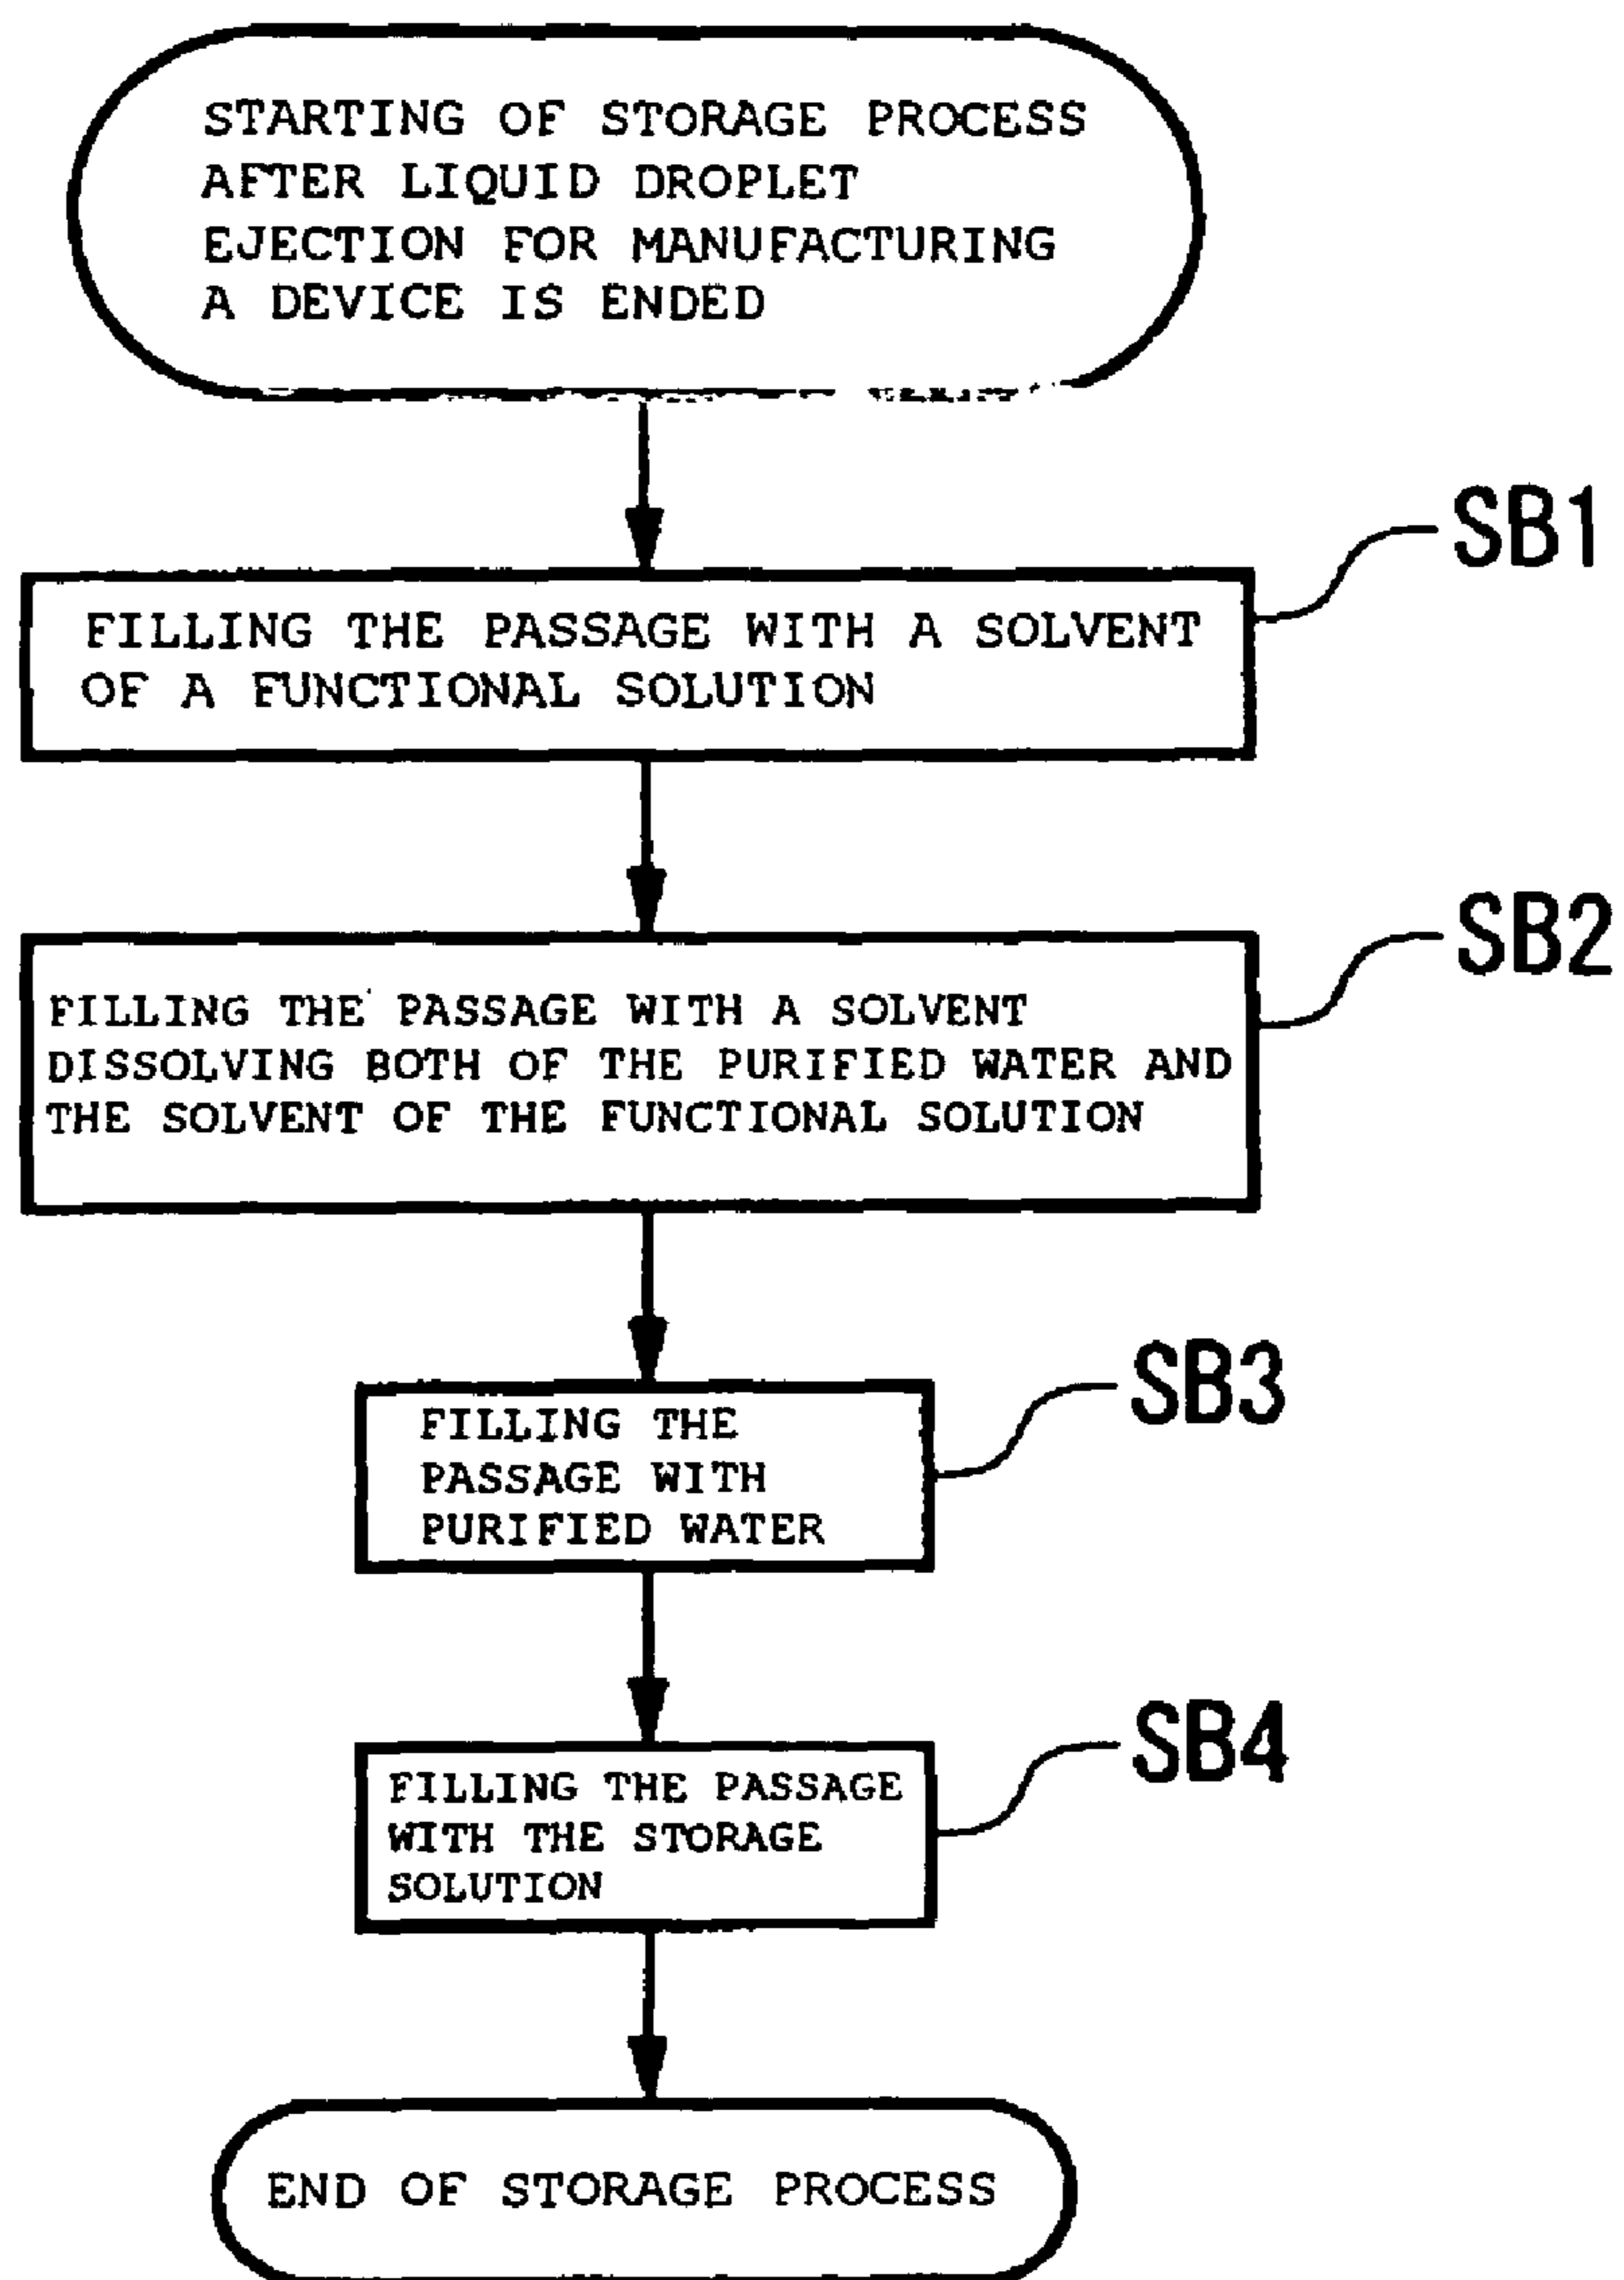 STARTING OF STORAGE PROCESS
AFTER LIQUID DROPLET
EJECTION FOR MANUFACTURING
A DEVICE IS ENDED
SB1
FILLING THE PASSAGE WITH A SOLVENT
OF A FUNCTIONAL SOLUTION
SB2
FILLING THE PASSAGE WITH A SOLVENT
DISSOLVING BOTH OF THE PURIFIED WATER AND
THE SOLVENT OF THE FUNCTIONAL SOLUTION
SB3
FILLING THE
PASSAGE WITH
PURIFIED WATER
SB4
FILLING THE PASSAGE
WITH THE STORAGE
SOLUTION
END OF STORAGE PROCESS